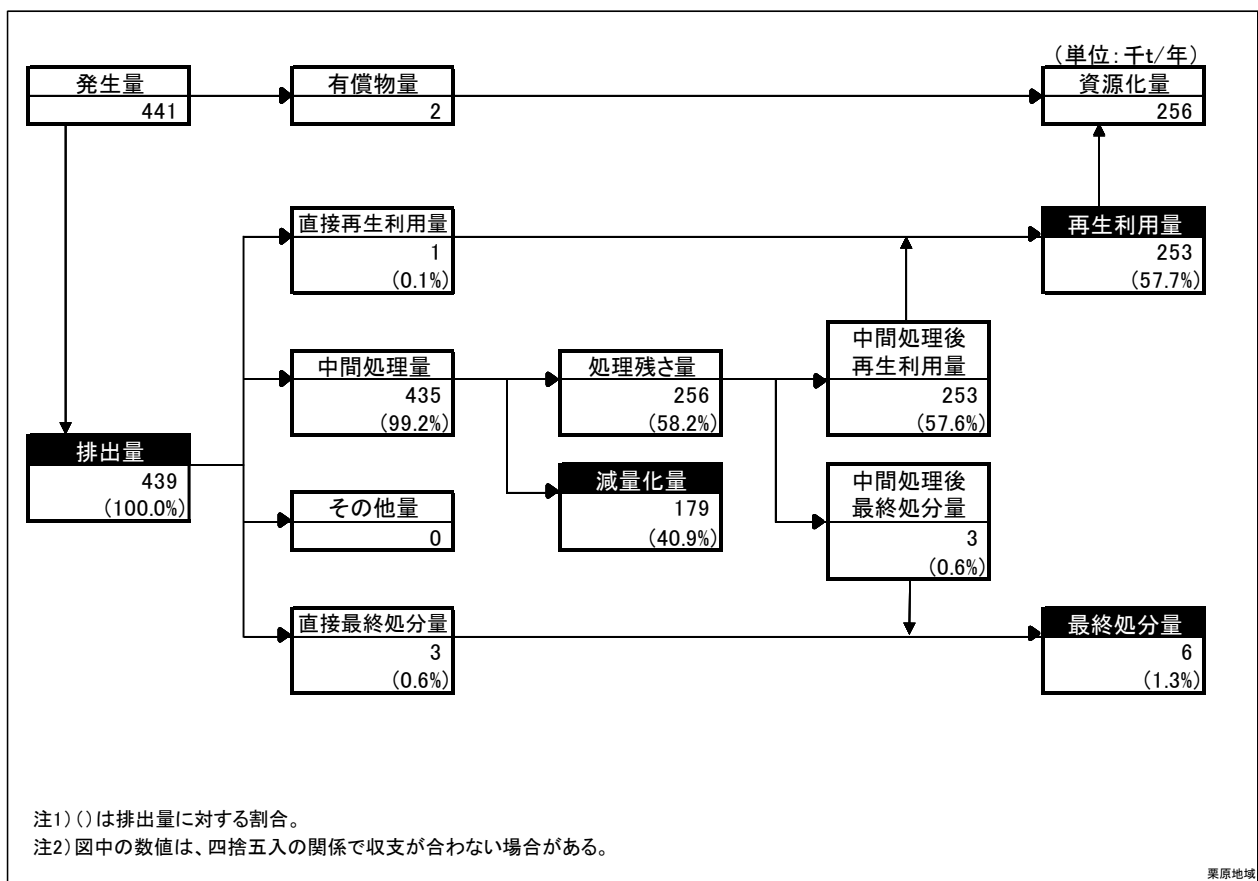 (単位:千t/年)
発生量
441
有償物量
2
資源化量
256
直接再生利用量
1
(0.1%)
再生利用量
253
(57.7%)
中間処理量
435
(99.2%)
処理残さ量
256
(58.2%)
中間処理後
再生利用量
253
(57.6%)
排出量
439
(100.0%)
その他量
0
減量化量
179
(40.9%)
中間処理後
最終処分量
3
(0.6%)
直接最終処分量
3
(0.6%)
最終処分量
6
(1.3%)
注1)()は排出量に対する割合。
注2)図中の数値は、四捨五入の関係で収支が合わない場合がある。
栗原地域